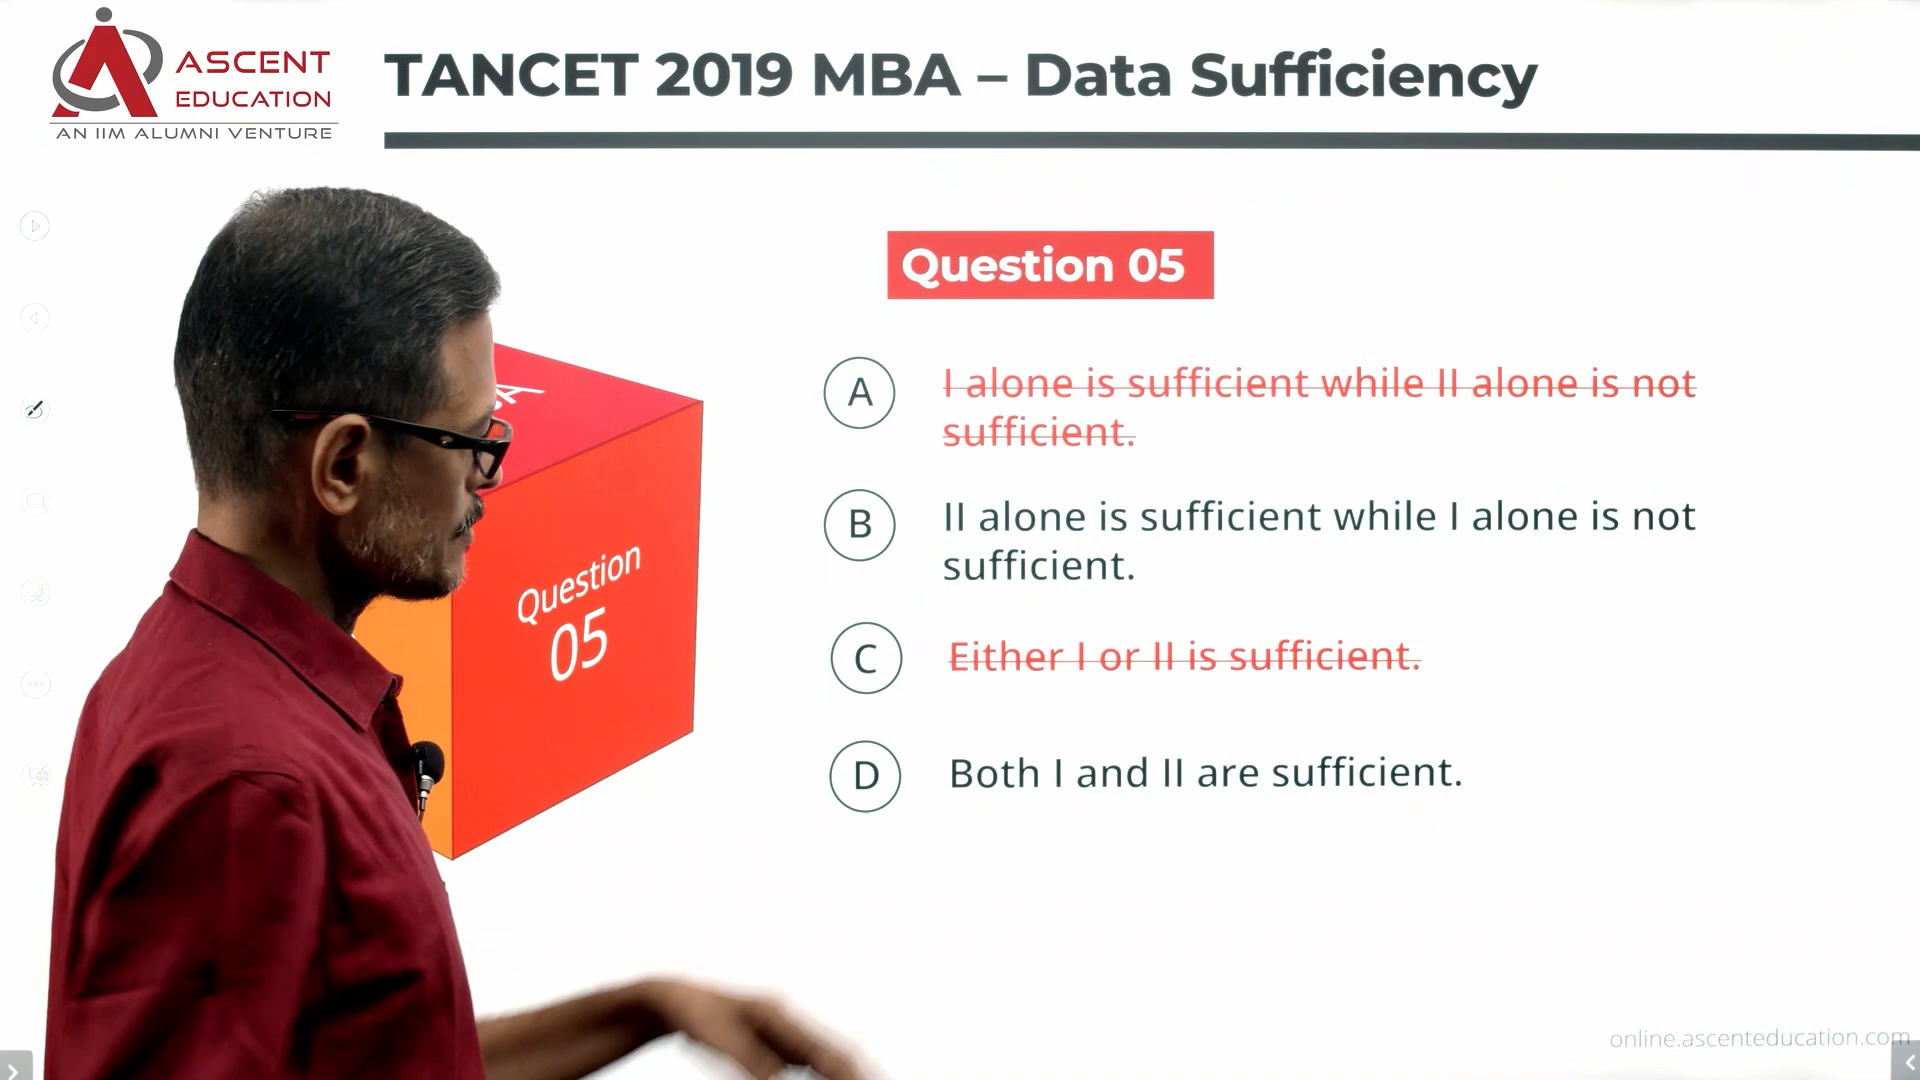 ASCENT
EDUCATION
AN IIM ALUMNI VENTURE
TANCET 2019 MBA – Data Sufficiency
Question 05
A
I alone is sufficient while II alone is not
sufficient.
B
II alone is sufficient while I alone is not
sufficient.
Question
05
C
Either I or II is sufficient.
D
Both I and II are sufficient.
online.ascenteducation.com